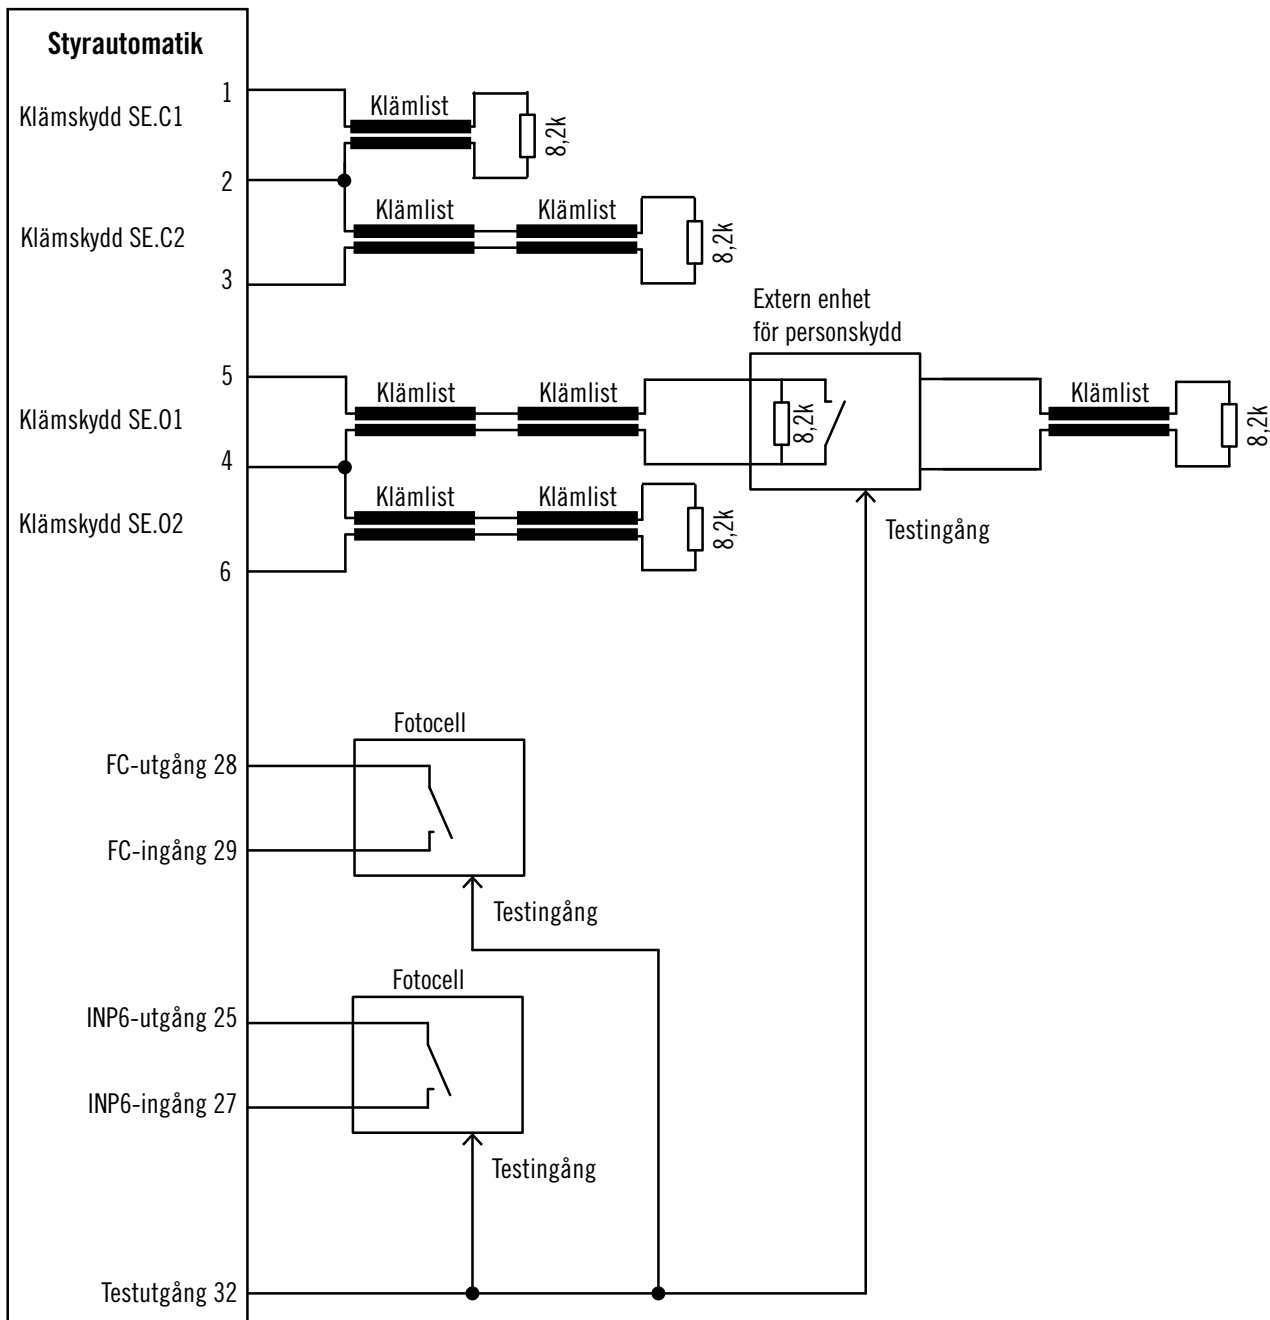 Styrautomatik
1
Klämlist
Klämskydd SE.C1
8,2k
2
Klämlist
Klämlist
Klämskydd SE.C2
8,2k
3
Extern enhet
för personskydd
5
Klämlist
Klämlist
Klämlist
Klämskydd SE.O1
8,2k
8,2k
4
Klämlist
Klämlist
Klämskydd SE.O2
8,2k
Testingång
6
Fotocell
FC-utgång 28
FC-ingång 29
Testingång
Fotocell
INP6-utgång 25
INP6-ingång 27
Testingång
Testutgång 32